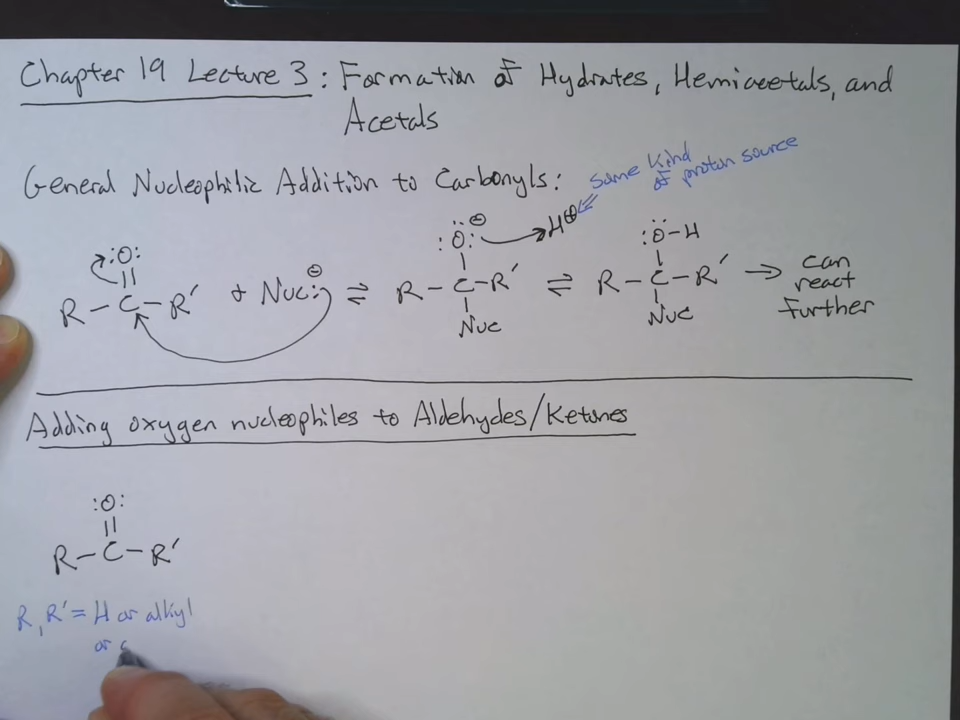 Chapter 19 Lecture 3: Formation of Hydrates, Hemiacetals, and
Acetals
General Nucleophilic Addition to Carbonyls:
some kind
of proton source
:O: ⊖
:O: H⊕
:O-H
R-C-R' + Nuc: ⊖ ⇌ R-C-R' ⇌ R-C-R' → can
react
further
Nuc
Nuc
Adding oxygen nucleophiles to Aldehydes/Ketones
:O:
R-C-R'
R, R' = H or alkyl
or